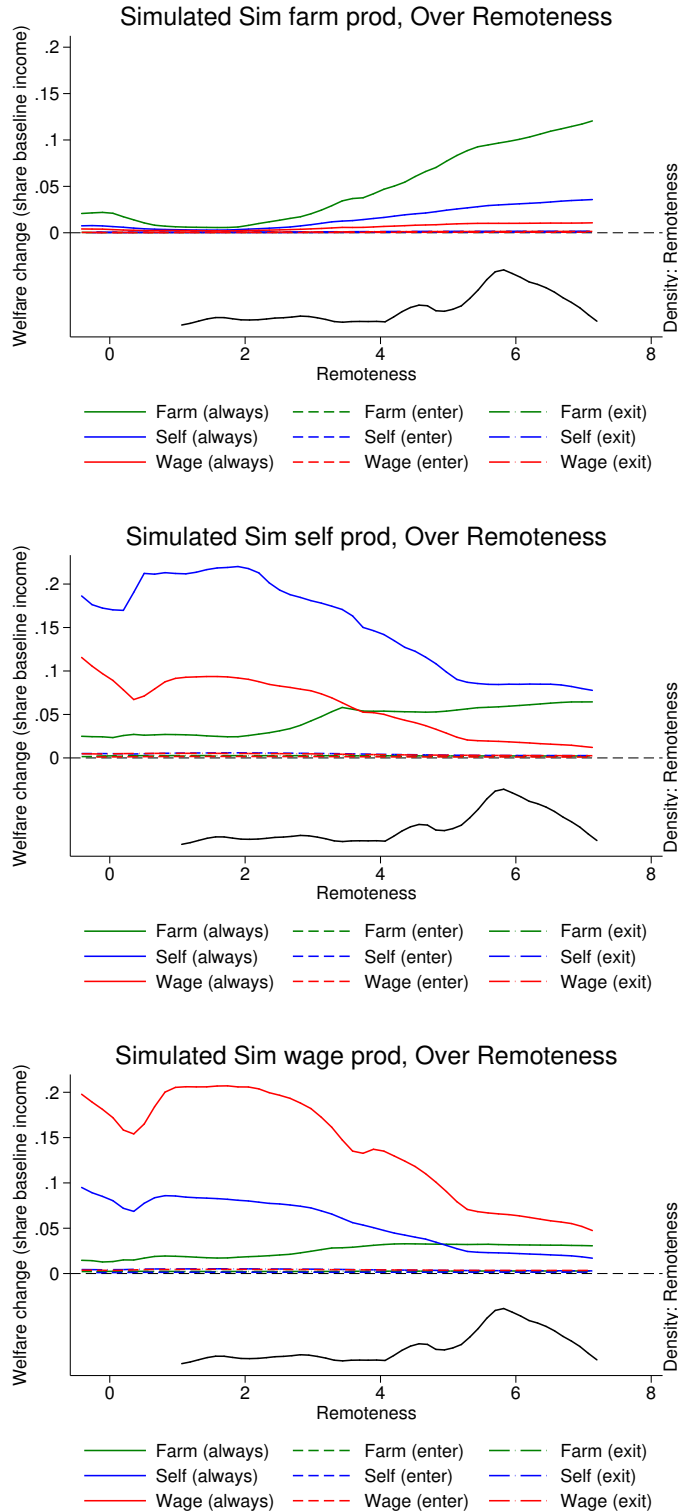 Simulated Sim farm prod, Over Remoteness
Welfare change (share baseline income)
.2
.15
.1
.05
0
Density: Remoteness
0 2 4 6 8
Remoteness
Farm (always) Farm (enter) Farm (exit)
Self (always) Self (enter) Self (exit)
Wage (always) Wage (enter) Wage (exit)
Simulated Sim self prod, Over Remoteness
Welfare change (share baseline income)
.2
.15
.1
.05
0
Density: Remoteness
0 2 4 6 8
Remoteness
Farm (always) Farm (enter) Farm (exit)
Self (always) Self (enter) Self (exit)
Wage (always) Wage (enter) Wage (exit)
Simulated Sim wage prod, Over Remoteness
Welfare change (share baseline income)
.2
.15
.1
.05
0
Density: Remoteness
0 2 4 6 8
Remoteness
Farm (always) Farm (enter) Farm (exit)
Self (always) Self (enter) Self (exit)
Wage (always) Wage (enter) Wage (exit)